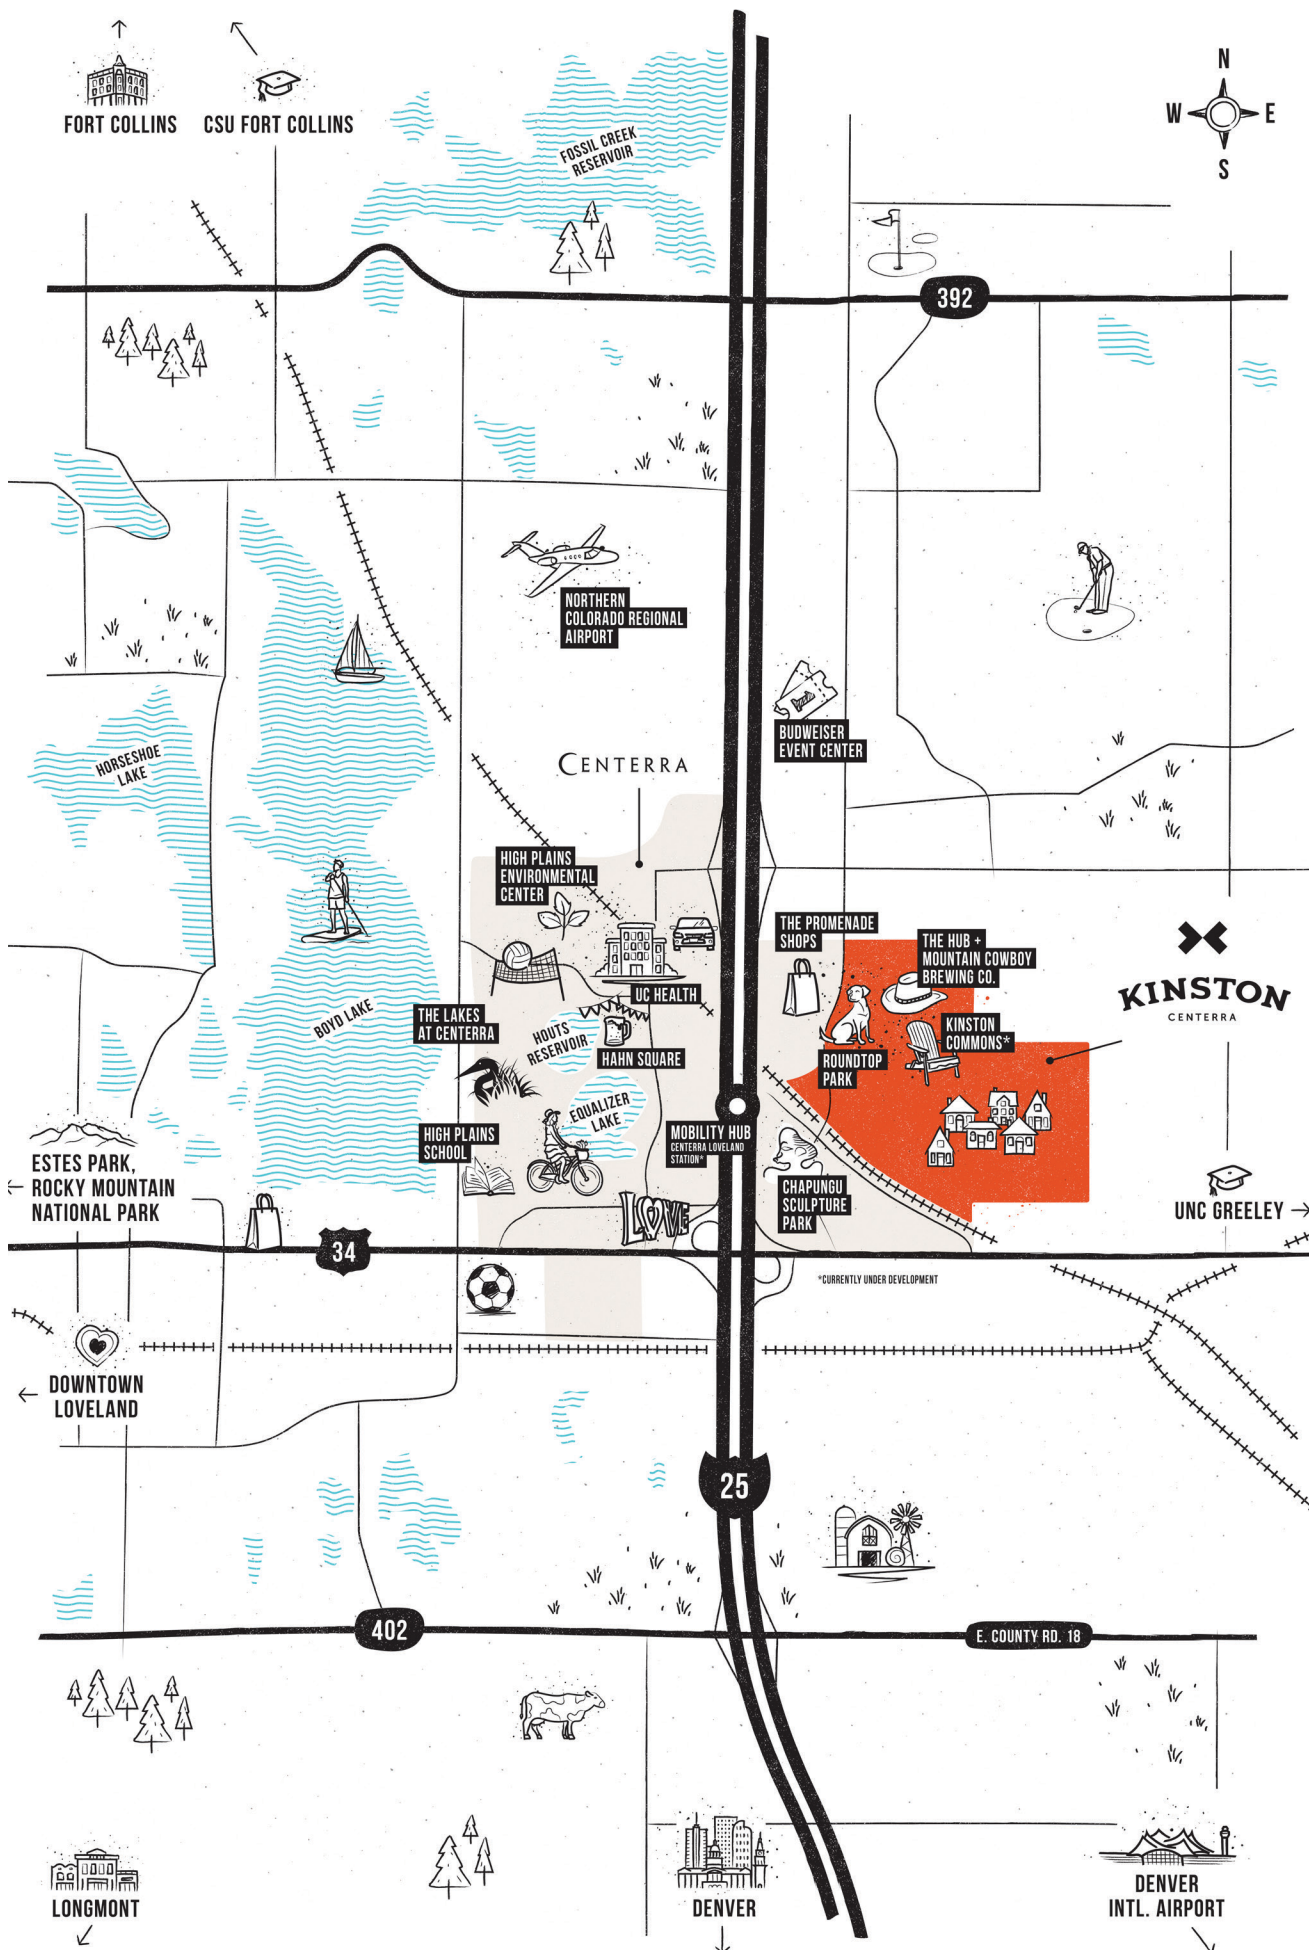 N
W E
S
FORT COLLINS
CSU FORT COLLINS
FOSSIL CREEK
RESERVOIR
392
NORTHERN
COLORADO REGIONAL
AIRPORT
HORSESHOE
LAKE
BUDWEISER
EVENT CENTER
CENTERRA
HIGH PLAINS
ENVIRONMENTAL
CENTER
THE PROMENADE
SHOPS
THE HUB +
MOUNTAIN COWBOY
BREWING CO.
KINSTON
CENTERRA
UC HEALTH
THE LAKES
AT CENTERRA
BOYD LAKE
HOUTS
RESERVOIR
HAHN SQUARE
KINSTON
COMMONS*
ROUNDTOP
PARK
EQUALIZER
LAKE
HIGH PLAINS
SCHOOL
MOBILITY HUB
CENTERRA LOVELAND
STATION*
ESTES PARK,
ROCKY MOUNTAIN
NATIONAL PARK
CHAPUNGU
SCULPTURE
PARK
LOVE
UNC GREELEY
34
*CURRENTLY UNDER DEVELOPMENT
DOWNTOWN
LOVELAND
25
402
E. COUNTY RD. 18
LONGMONT
DENVER
DENVER
INTL. AIRPORT